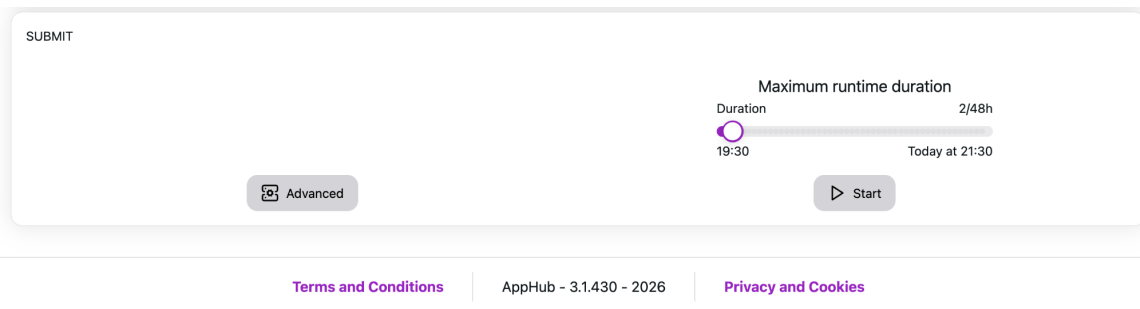 SUBMIT
Maximum runtime duration
Duration 2/48h
19:30 Today at 21:30
Advanced
Start
Terms and Conditions
AppHub - 3.1.430 - 2026
Privacy and Cookies